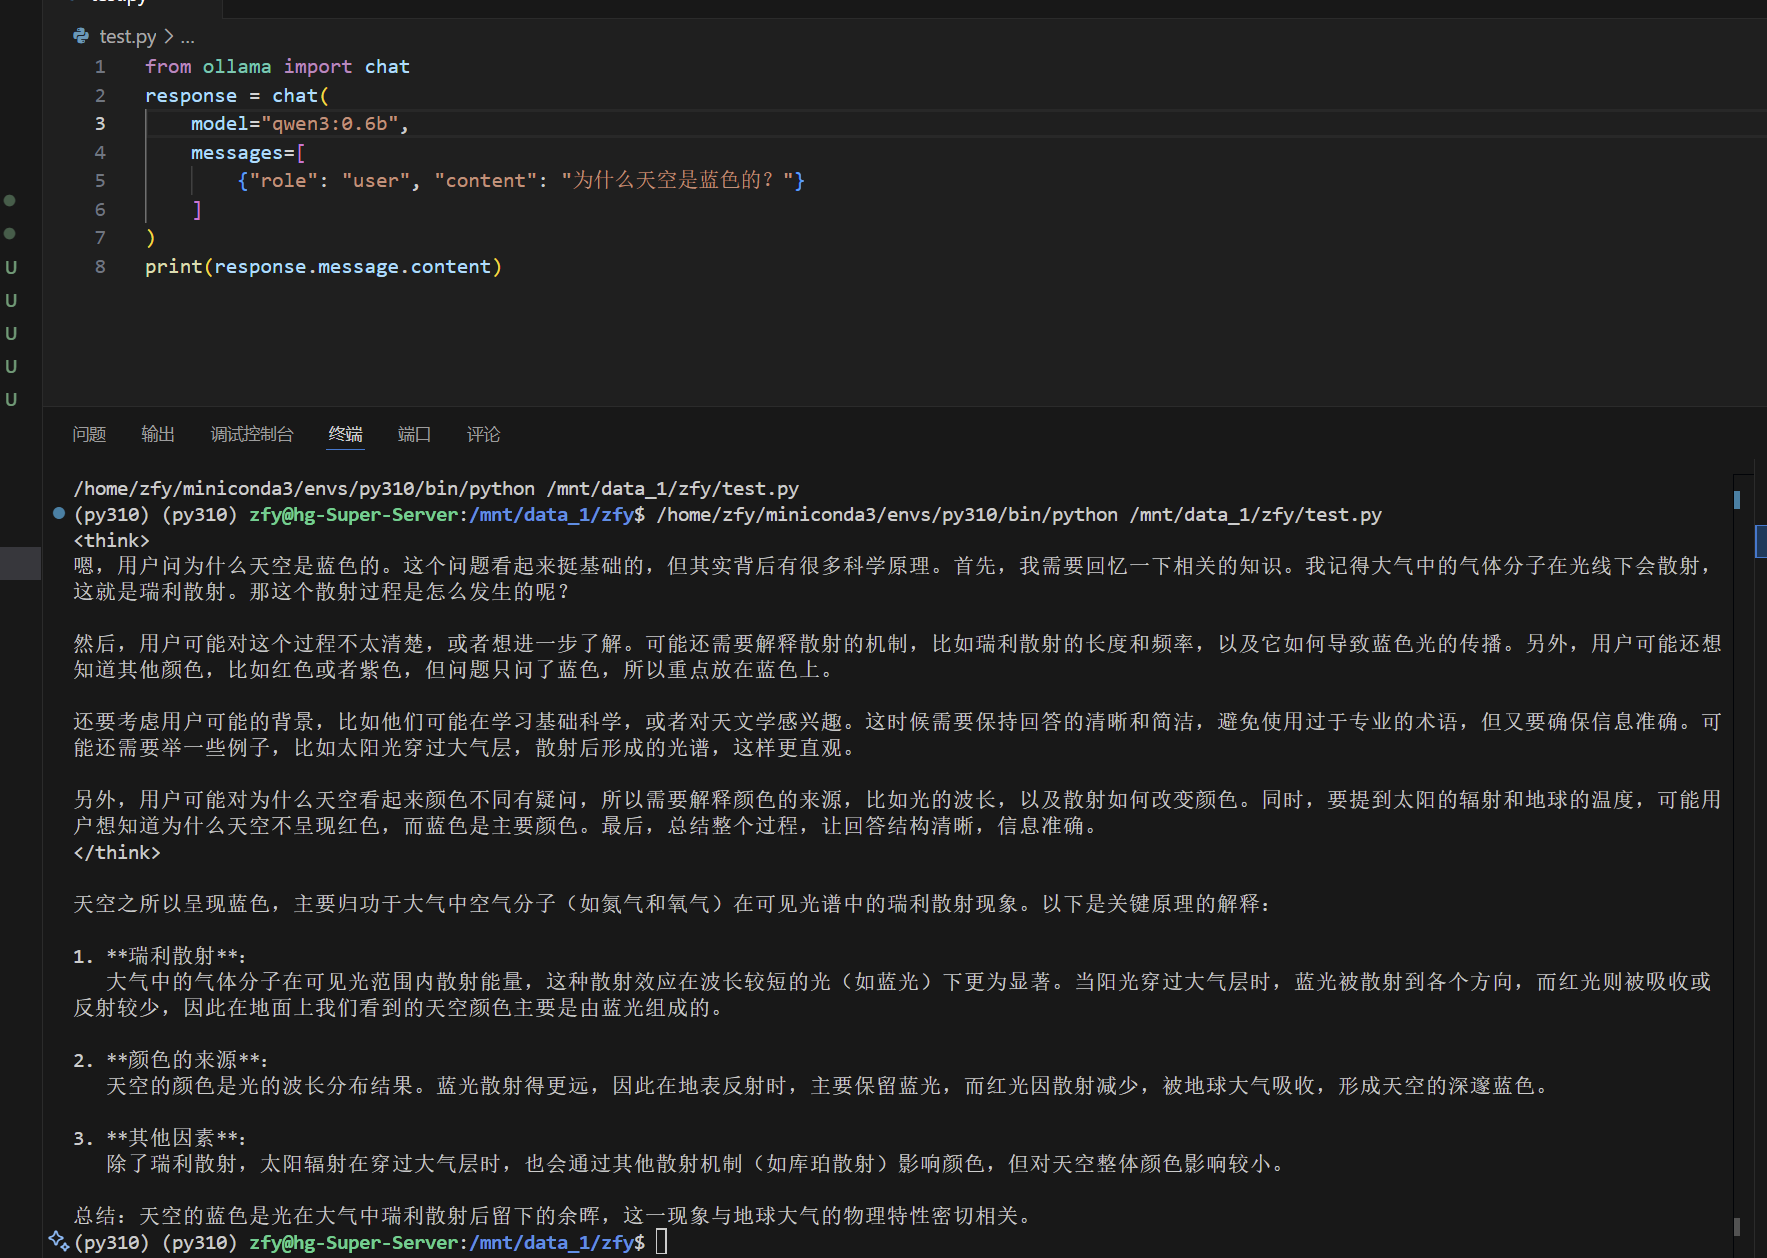 test.py > ...
1 from ollama import chat
2 response = chat(
3     model="qwen3:0.6b",
4     messages=[
5         {"role": "user", "content": "为什么天空是蓝色的？"}
6     ]
7 )
8 print(response.message.content)
U
U
U
U
U
问题 输出 调试控制台 终端 端口 评论
/home/zfy/miniconda3/envs/py310/bin/python /mnt/data_1/zfy/test.py
(py310) (py310) zfy@hg-Super-Server:/mnt/data_1/zfy$ /home/zfy/miniconda3/envs/py310/bin/python /mnt/data_1/zfy/test.py
<think>
嗯，用户问为什么天空是蓝色的。这个问题看起来挺基础的，但其实背后有很多科学原理。首先，我需要回忆一下相关的知识。我记得大气中的气体分子在光线下会散射，
这就是瑞利散射。那这个散射过程是怎么发生的呢？
然后，用户可能对这个过程不太清楚，或者想进一步了解。可能还需要解释散射的机制，比如瑞利散射的长度和频率，以及它如何导致蓝色光的传播。另外，用户可能还想
知道其他颜色，比如红色或者紫色，但问题只问了蓝色，所以重点放在蓝色上。
还要考虑用户可能的背景，比如他们可能在学习基础科学，或者对天文学感兴趣。这时候需要保持回答的清晰和简洁，避免使用过于专业的术语，但又要确保信息准确。可
能还需要举一些例子，比如太阳光穿过大气层，散射后形成的光谱，这样更直观。
另外，用户可能对为什么天空看起来颜色不同有疑问，所以需要解释颜色的来源，比如光的波长，以及散射如何改变颜色。同时，要提到太阳的辐射和地球的温度，可能用
户想知道为什么天空不呈现红色，而蓝色是主要颜色。最后，总结整个过程，让回答结构清晰，信息准确。
</think>
天空之所以呈现蓝色，主要归功于大气中空气分子（如氮气和氧气）在可见光谱中的瑞利散射现象。以下是关键原理的解释：
1. **瑞利散射**：
大气中的气体分子在可见光范围内散射能量，这种散射效应在波长较短的光（如蓝光）下更为显著。当阳光穿过大气层时，蓝光被散射到各个方向，而红光则被吸收或
反射较少，因此在地面上我们看到的天空颜色主要是由蓝光组成的。
2. **颜色的来源**：
天空的颜色是光的波长分布结果。蓝光散射得更远，因此在地表反射时，主要保留蓝光，而红光因散射减少，被地球大气吸收，形成天空的深邃蓝色。
3. **其他因素**：
除了瑞利散射，太阳辐射在穿过大气层时，也会通过其他散射机制（如库珀散射）影响颜色，但对天空整体颜色影响较小。
总结：天空的蓝色是光在大气中瑞利散射后留下的余晖，这一现象与地球大气的物理特性密切相关。
(py310) (py310) zfy@hg-Super-Server:/mnt/data_1/zfy$